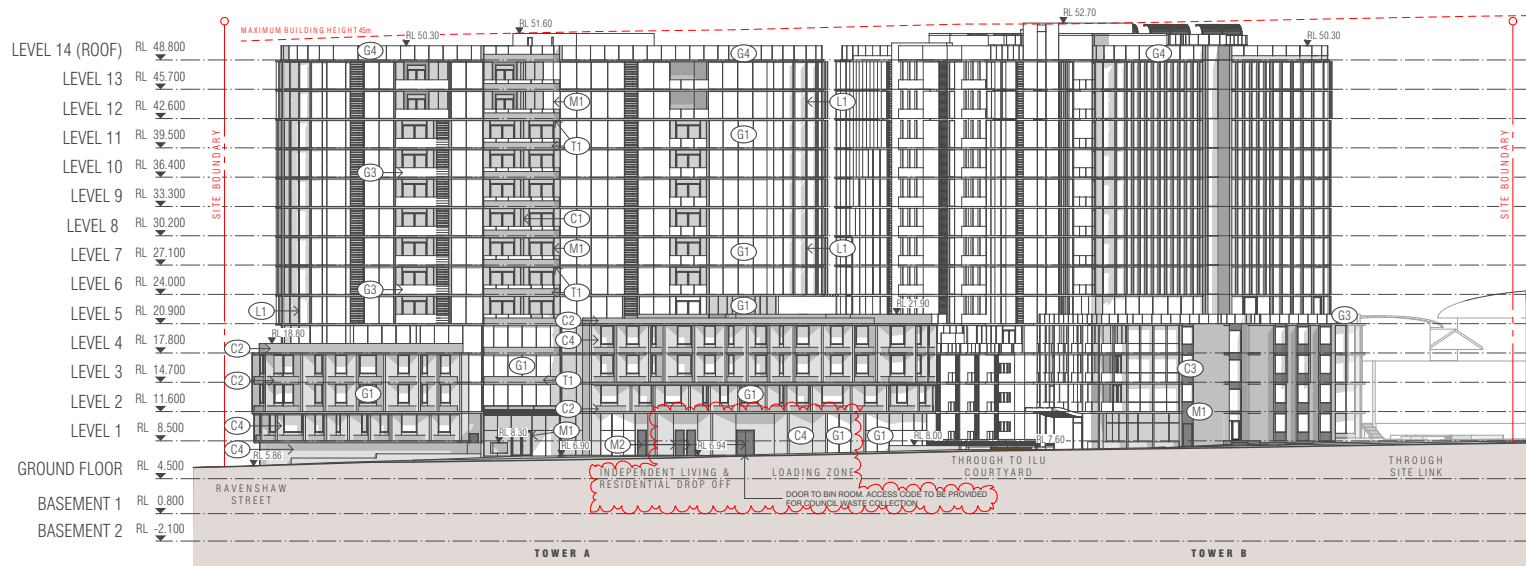 RL 51.60
RL 52.70
MAXIMUM BUILDING HEIGHT 45m
RL 50.30
RL 50.30
LEVEL 14 (ROOF) RL 48.800
G4
G4
G4
LEVEL 13 RL 45.700
LEVEL 12 RL 42.600
M1
L1
LEVEL 11 RL 39.500
G1
T1
LEVEL 10 RL 36.400
G3
LEVEL 9 RL 33.300
SITE BOUNDARY
SITE BOUNDARY
LEVEL 8 RL 30.200
C1
LEVEL 7 RL 27.100
M1
G1
L1
LEVEL 6 RL 24.000
G3
T1
LEVEL 5 RL 20.900
L1
G1
RL 21.90
C2
G3
LEVEL 4 RL 17.800
RL 18.80
C2
C4
LEVEL 3 RL 14.700
G1
C3
C2
T1
LEVEL 2 RL 11.600
G1
G1
C2
M1
LEVEL 1 RL 8.500
C4
RL 8.30
M1
C4
G1
G1
C4
RL 6.90
M2
RL 6.94
RL 8.00
RL 7.60
GROUND FLOOR RL 4.500
RL 5.86
INDEPENDENT LIVING &
RESIDENTIAL DROP OFF
LOADING ZONE
THROUGH TO ILU
COURTYARD
THROUGH
SITE LINK
RAVENSHAW
STREET
BASEMENT 1 RL 0.800
DOOR TO BIN ROOM. ACCESS CODE TO BE PROVIDED
FOR COUNCIL WASTE COLLECTION
BASEMENT 2 RL -2.100
TOWER A
TOWER B